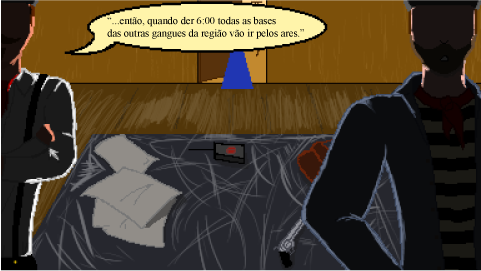 “...então, quando der 6:00 todas as bases
das outras gangues da região vão ir pelos ares.”